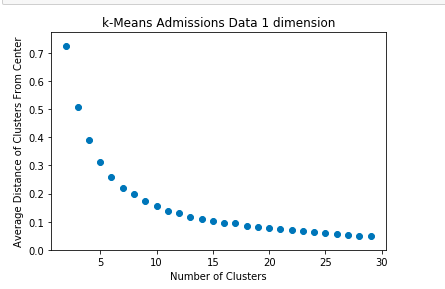 k-Means Admissions Data 1 dimension
0.7
0.6
0.5
0.4
0.3
0.2
0.1
0.0
Average Distance of Clusters From Center
5 10 15 20 25 30
Number of Clusters